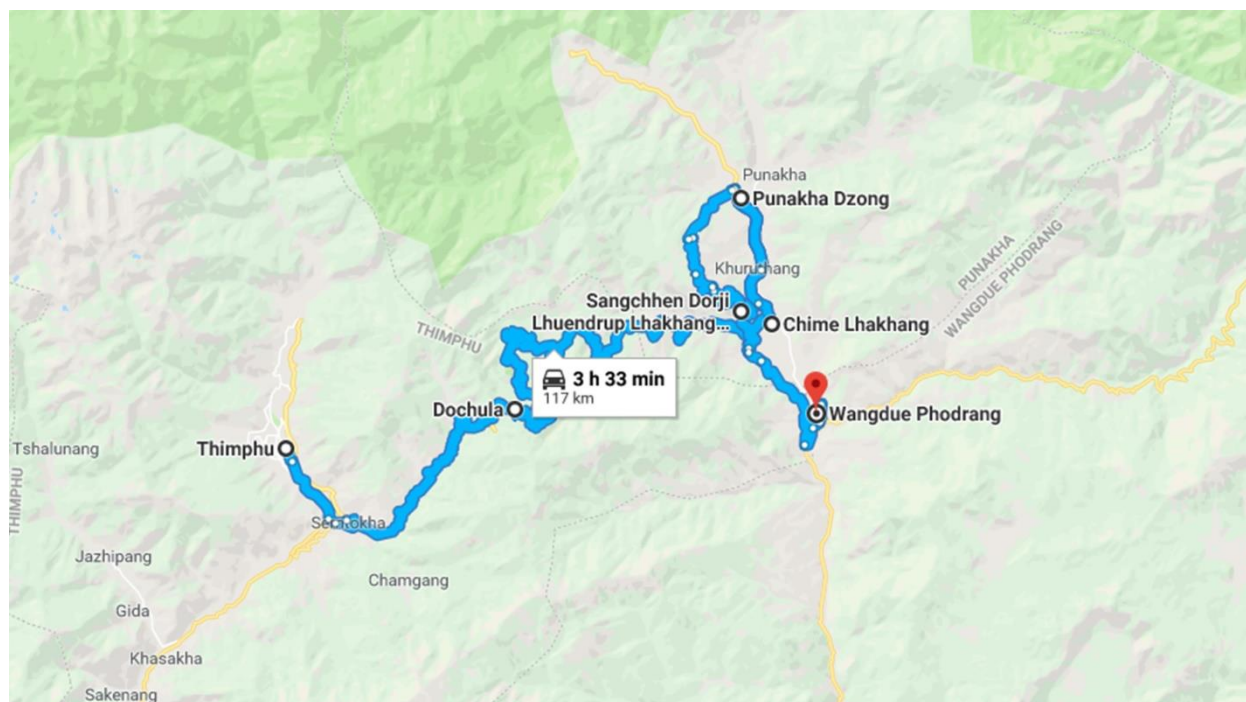 Punakha
Punakha Dzong
PUNAKHA
WANGDUE PHODRANG
Khuruchang
Sangchhen Dorji
Lhuendrup Lhakhang...
Chime Lhakhang
THIMPHU
3 h 33 min
117 km
Dochula
Wangdue Phodrang
Thimphu
Tshalunang
THIMPHU
Semtokha
Jazhipang
Chamgang
Gida
Khasakha
Sakenang